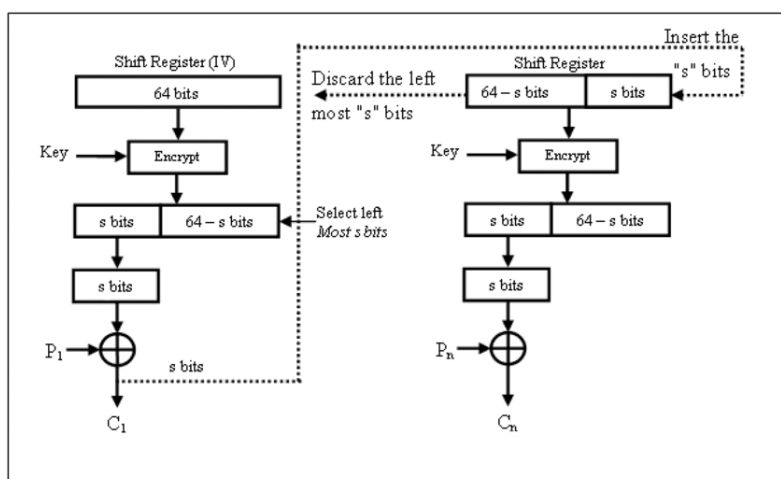 Insert the
"s" bits
Shift Register (IV)
64 bits
Discard the left
most "s" bits
Shift Register
64 – s bits
s bits
Key
Encrypt
Key
Encrypt
s bits
64 – s bits
Select left
Most s bits
s bits
64 – s bits
s bits
s bits
P1
s bits
Pn
C1
Cn